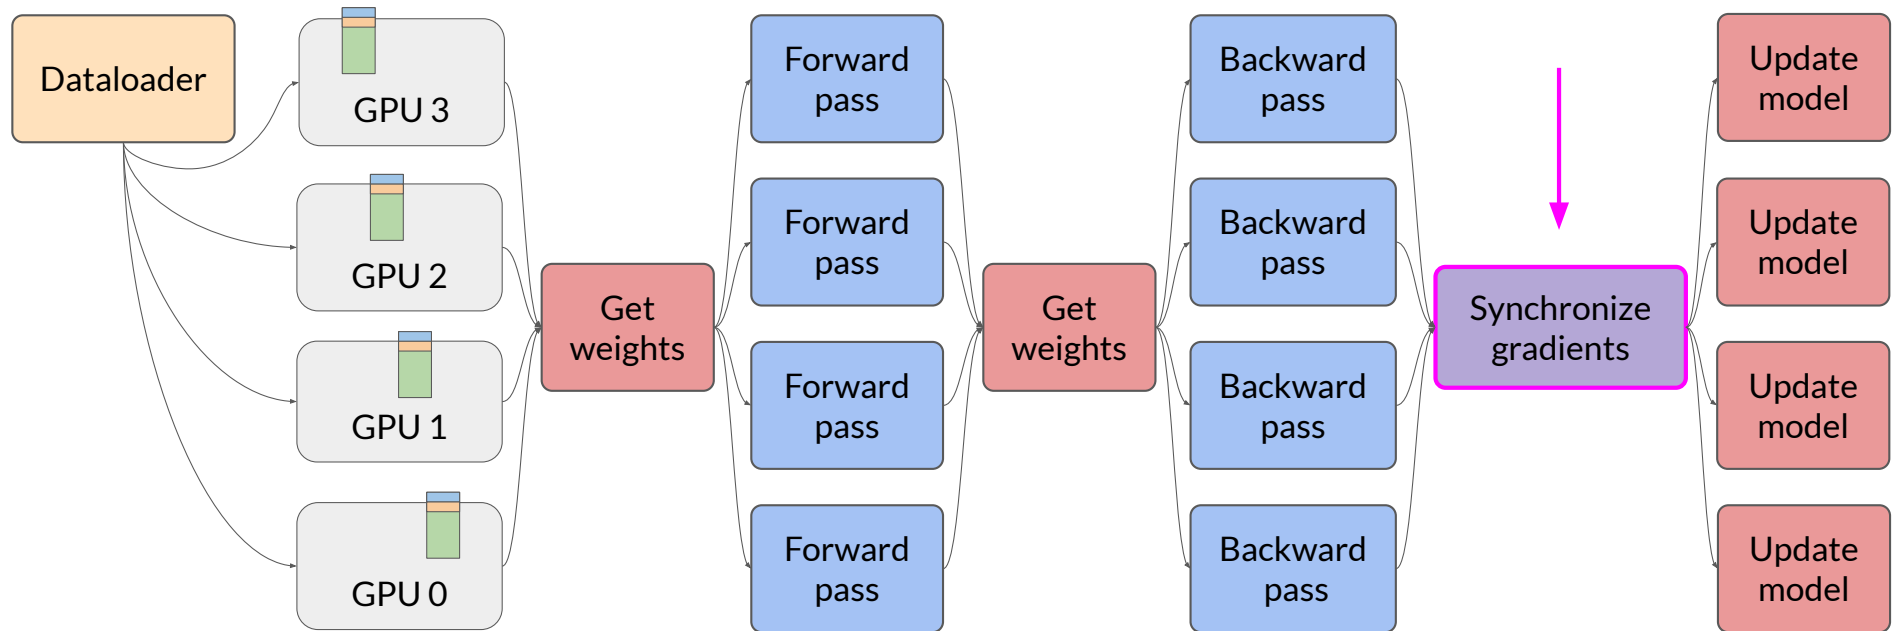 Dataloader
GPU 3
GPU 2
GPU 1
GPU 0
Get
weights
Forward
pass
Forward
pass
Forward
pass
Forward
pass
Get
weights
Backward
pass
Backward
pass
Backward
pass
Backward
pass
Synchronize
gradients
Update
model
Update
model
Update
model
Update
model